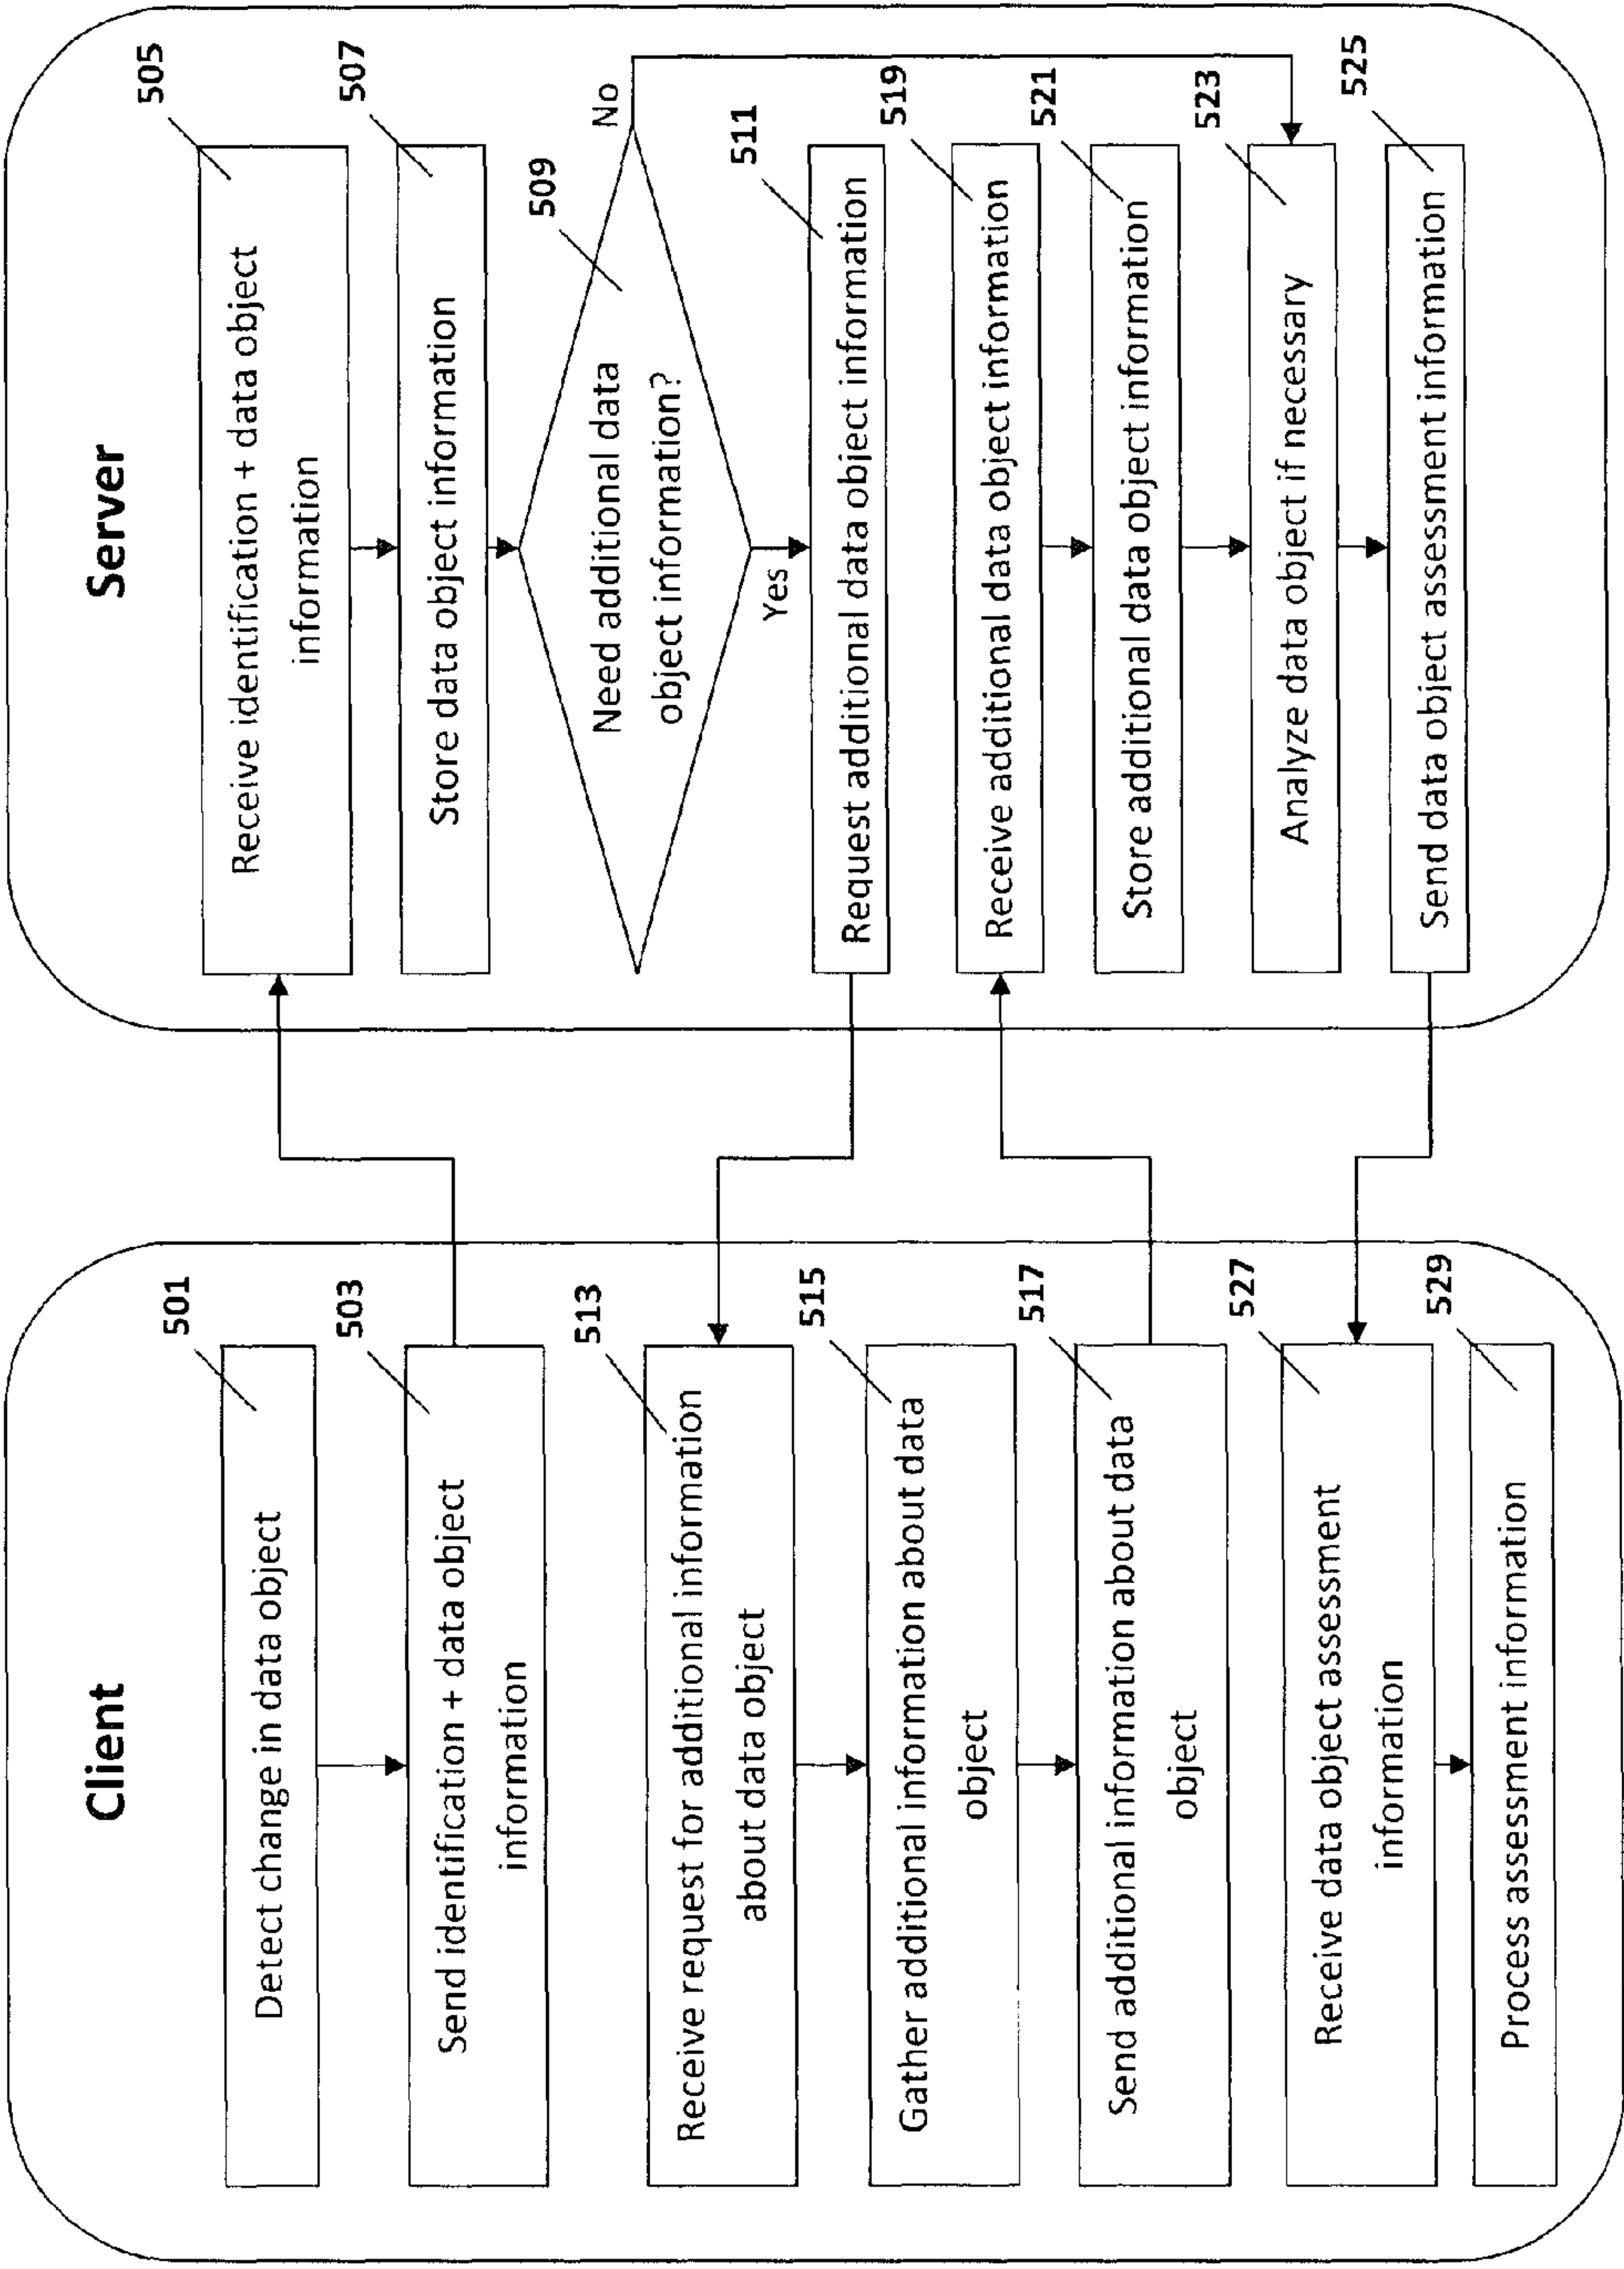 Client
501
Detect change in data object
503
Send identification + data object
information
513
Receive request for additional information
about data object
515
Gather additional information about data
object
517
Send additional information about data
object
527
Receive data object assessment
information
529
Process assessment information
Server
505
Receive identification + data object
information
507
Store data object information
509
Need additional data
object information?
No
Yes
511
Request additional data object information
519
Receive additional data object information
521
Store additional data object information
523
Analyze data object if necessary
525
Send data object assessment information